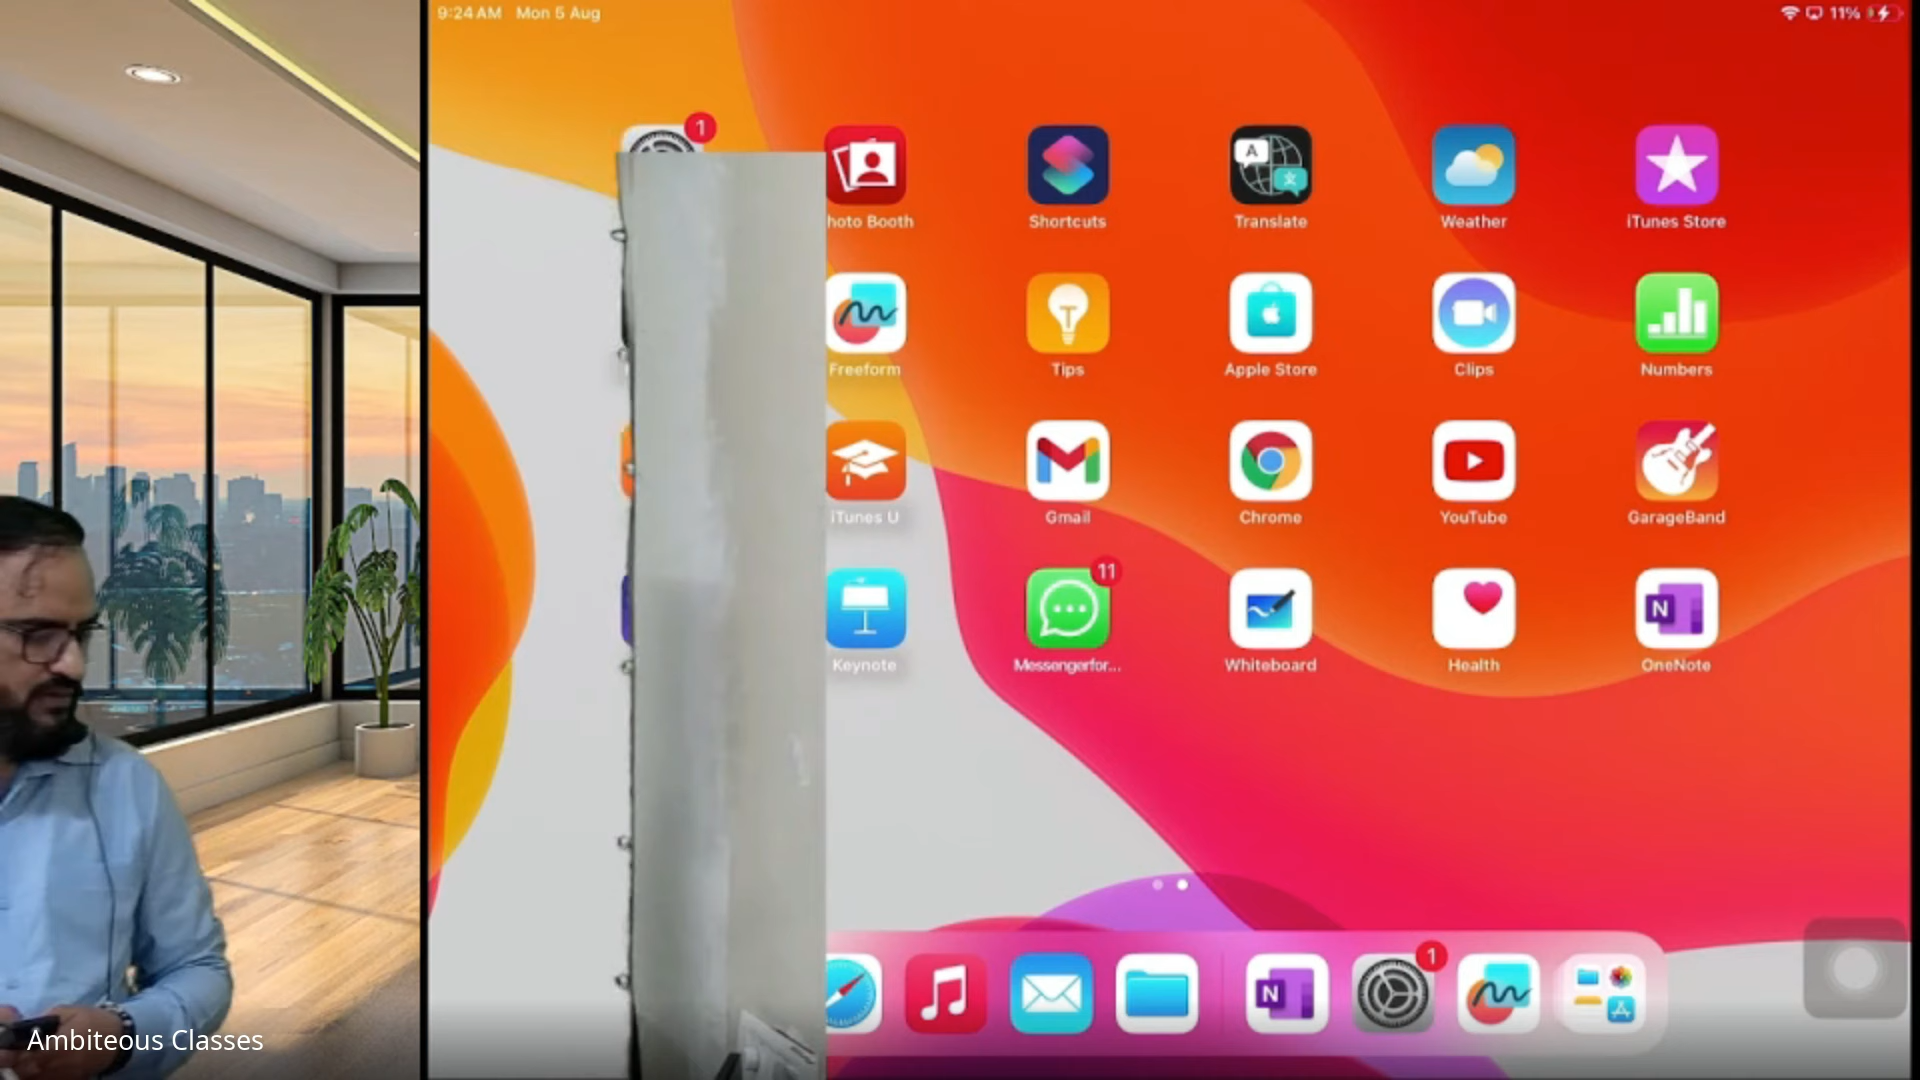 9:24 AM Mon 5 Aug
11%
1
hoto Booth
Shortcuts
A
文
Translate
Weather
iTunes Store
Freeform
T
Tips
Apple Store
Clips
Numbers
iTunes U
Gmail
Chrome
YouTube
GarageBand
Keynote
11
Messengerfor...
Whiteboard
Health
N
OneNote
N
1
Ambiteous Classes